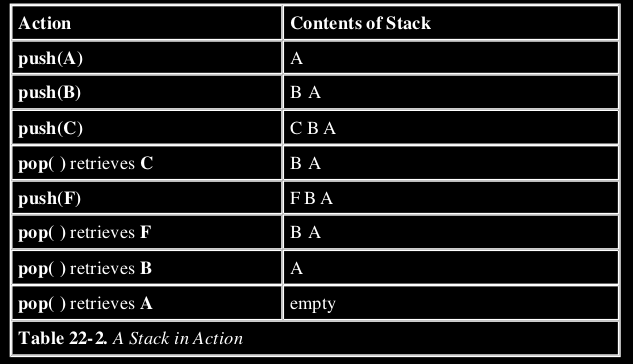 Action Contents of Stack
push(A) A
push(B) B A
push(C) C B A
pop( ) retrieves C B A
push(F) F B A
pop( ) retrieves F B A
pop( ) retrieves B A
pop( ) retrieves A empty
Table 22-2. A Stack in Action